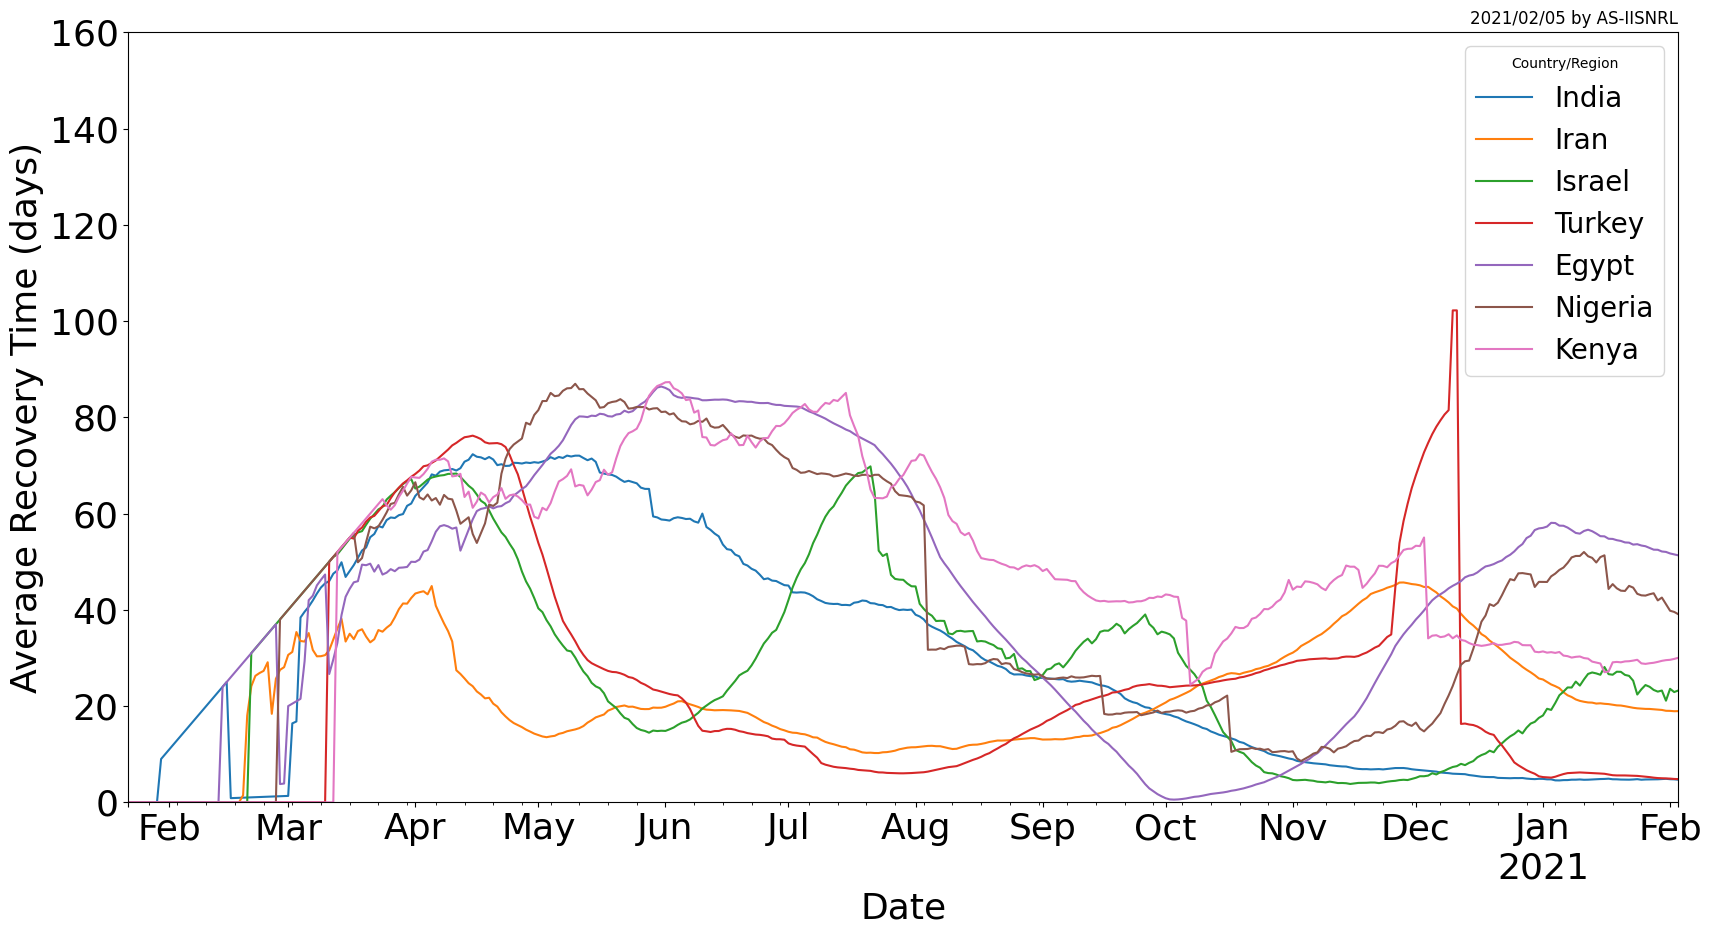 2021/02/05 by AS-IISNRL
Average Recovery Time (days)
160
140
120
100
80
60
40
20
0
Country/Region
India
Iran
Israel
Turkey
Egypt
Nigeria
Kenya
Feb Mar Apr May Jun Jul Aug Sep Oct Nov Dec Jan Feb
2021
Date